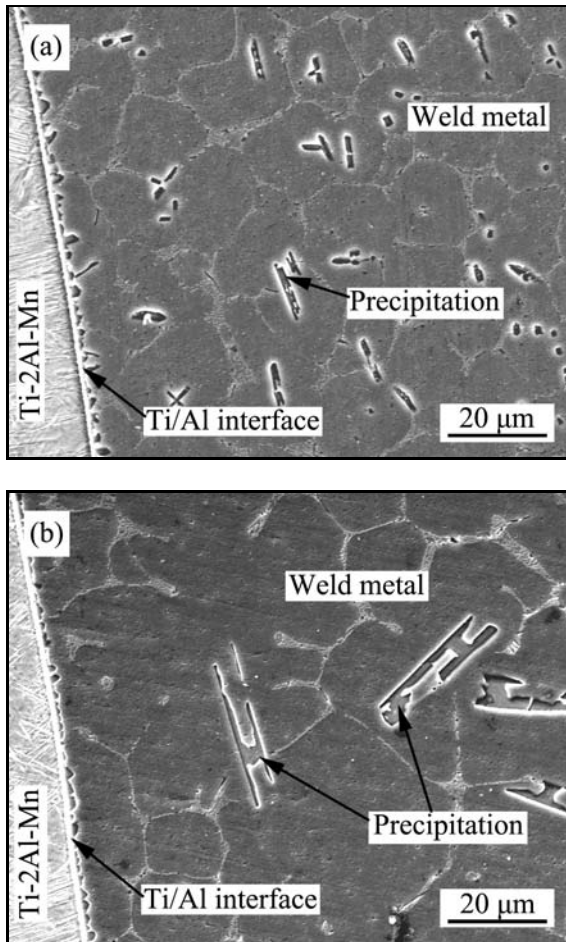 (a)
Weld metal
Precipitation
Ti-2Al-Mn
Ti/Al interface
20 μm
(b)
Weld metal
Precipitation
Ti-2Al-Mn
Ti/Al interface
20 μm